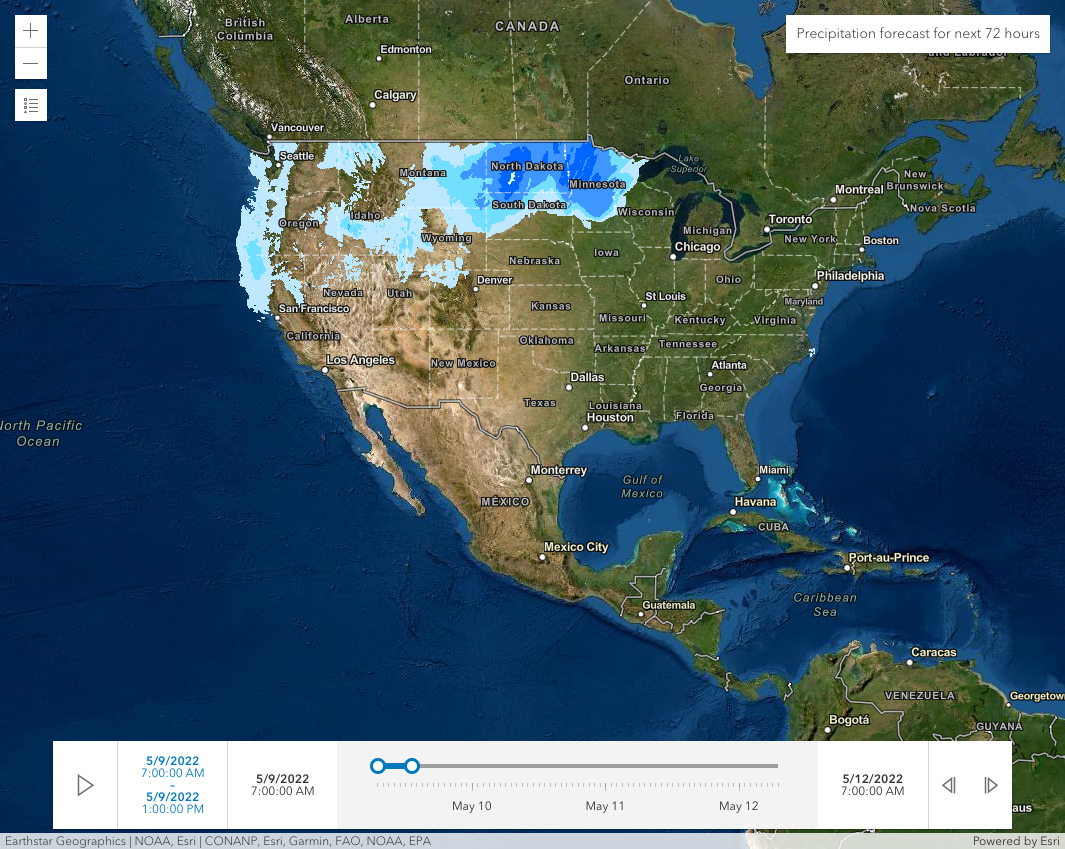 British
Columbia
Alberta
CANADA
Precipitation forecast for next 72 hours
Edmonton
Ontario
Calgary
Vancouver
Seattle
Lake
Superior
North Dakota
Montana
Minnesota
New
Brunswick
Montreal
South Dakota
Wisconsin
Nova Scotia
Oregon
Idaho
Toronto
Michigan
Wyoming
New York
Boston
Chicago
Iowa
Nebraska
Denver
Ohio
Philadelphia
Nevada
Utah
St Louis
Maryland
San Francisco
Kansas
Missouri
Kentucky
Virginia
California
Oklahoma
Arkansas
Tennessee
Los Angeles
New Mexico
Atlanta
Dallas
Georgia
Texas
Louisiana
Houston
Florida
North Pacific
Ocean
Monterrey
Miami
Gulf of
Mexico
MÉXICO
Havana
CUBA
Mexico City
Port-au-Prince
Caribbean
Sea
Guatemala
Caracas
VENEZUELA
Georgetown
Bogotá
GUYANA
5/9/2022
7:00:00 AM
–
5/9/2022
1:00:00 PM
5/9/2022
7:00:00 AM
May 10
May 11
May 12
5/12/2022
7:00:00 AM
aus
Earthstar Geographics | NOAA, Esri | CONANP, Esri, Garmin, FAO, NOAA, EPA
Powered by Esri